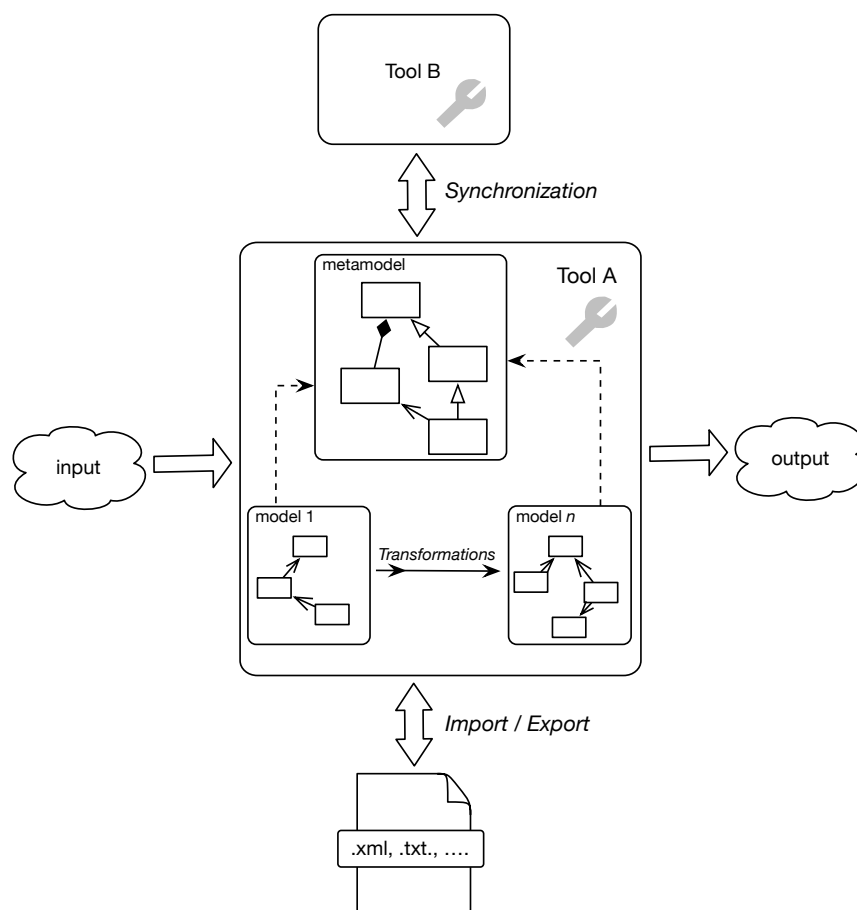 Tool B
Synchronization
metamodel
Tool A
input
output
model 1
model n
Transformations
Import / Export
.xml, .txt., ....